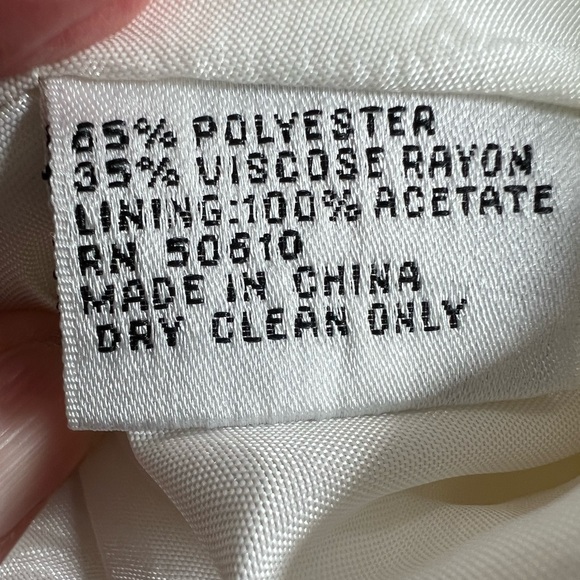 65% POLYESTER
35% VISCOSE RAYON
LINING:100% ACETATE
RN 50610
MADE IN CHINA
DRY CLEAN ONLY